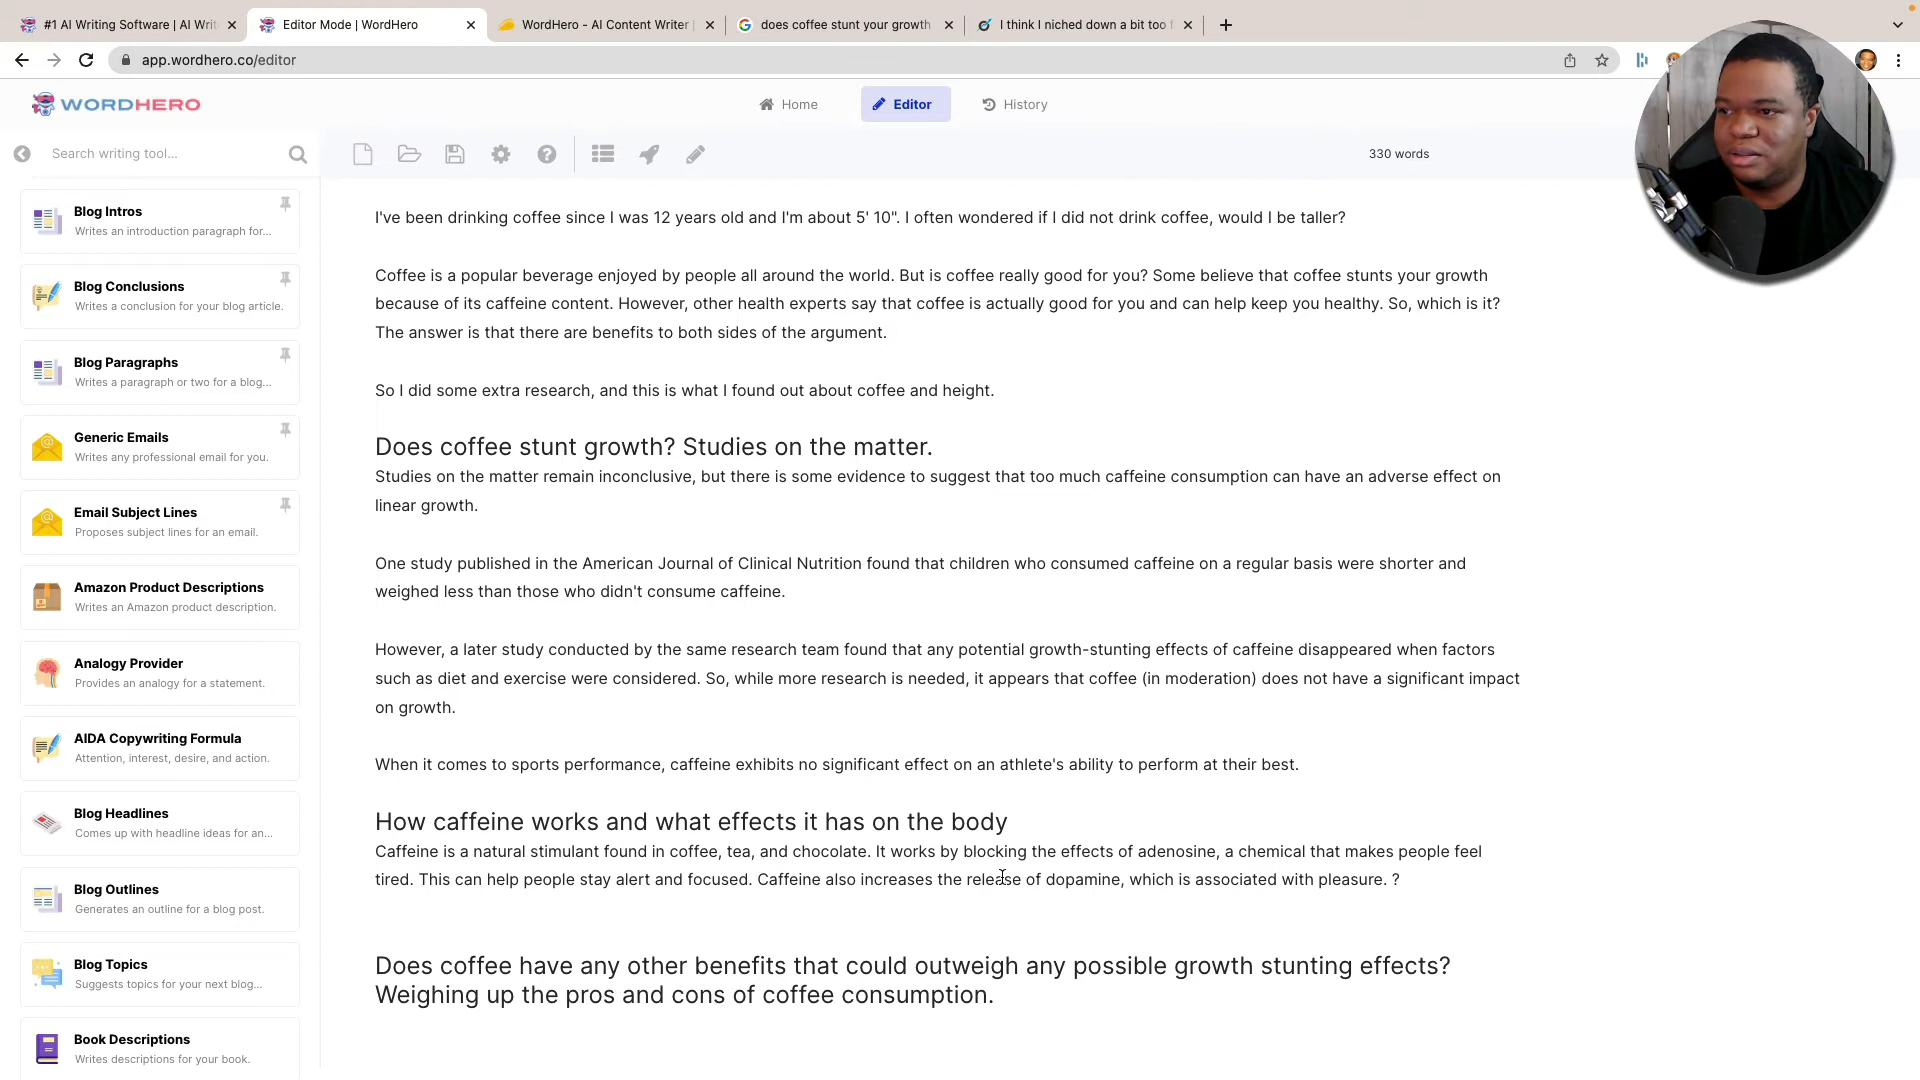 #1 AI Writing Software | AI Writ
Editor Mode | WordHero
WordHero - AI Content Writer |
does coffee stunt your growth
I think I niched down a bit too
app.wordhero.co/editor
WORDHERO
Home
Editor
History
Search writing tool...
330 words
Blog Intros
Writes an introduction paragraph for...
Blog Conclusions
Writes a conclusion for your blog article.
Blog Paragraphs
Writes a paragraph or two for a blog...
Generic Emails
Writes any professional email for you.
Email Subject Lines
Proposes subject lines for an email.
Amazon Product Descriptions
Writes an Amazon product description.
Analogy Provider
Provides an analogy for a statement.
AIDA Copywriting Formula
Attention, interest, desire, and action.
Blog Headlines
Comes up with headline ideas for an...
Blog Outlines
Generates an outline for a blog post.
Blog Topics
Suggests topics for your next blog...
Book Descriptions
Writes descriptions for your book.
I've been drinking coffee since I was 12 years old and I'm about 5' 10". I often wondered if I did not drink coffee, would I be taller?
Coffee is a popular beverage enjoyed by people all around the world. But is coffee really good for you? Some believe that coffee stunts your growth
because of its caffeine content. However, other health experts say that coffee is actually good for you and can help keep you healthy. So, which is it?
The answer is that there are benefits to both sides of the argument.
So I did some extra research, and this is what I found out about coffee and height.
Does coffee stunt growth? Studies on the matter.
Studies on the matter remain inconclusive, but there is some evidence to suggest that too much caffeine consumption can have an adverse effect on
linear growth.
One study published in the American Journal of Clinical Nutrition found that children who consumed caffeine on a regular basis were shorter and
weighed less than those who didn't consume caffeine.
However, a later study conducted by the same research team found that any potential growth-stunting effects of caffeine disappeared when factors
such as diet and exercise were considered. So, while more research is needed, it appears that coffee (in moderation) does not have a significant impact
on growth.
When it comes to sports performance, caffeine exhibits no significant effect on an athlete's ability to perform at their best.
How caffeine works and what effects it has on the body
Caffeine is a natural stimulant found in coffee, tea, and chocolate. It works by blocking the effects of adenosine, a chemical that makes people feel
tired. This can help people stay alert and focused. Caffeine also increases the release of dopamine, which is associated with pleasure. ?
Does coffee have any other benefits that could outweigh any possible growth stunting effects?
Weighing up the pros and cons of coffee consumption.